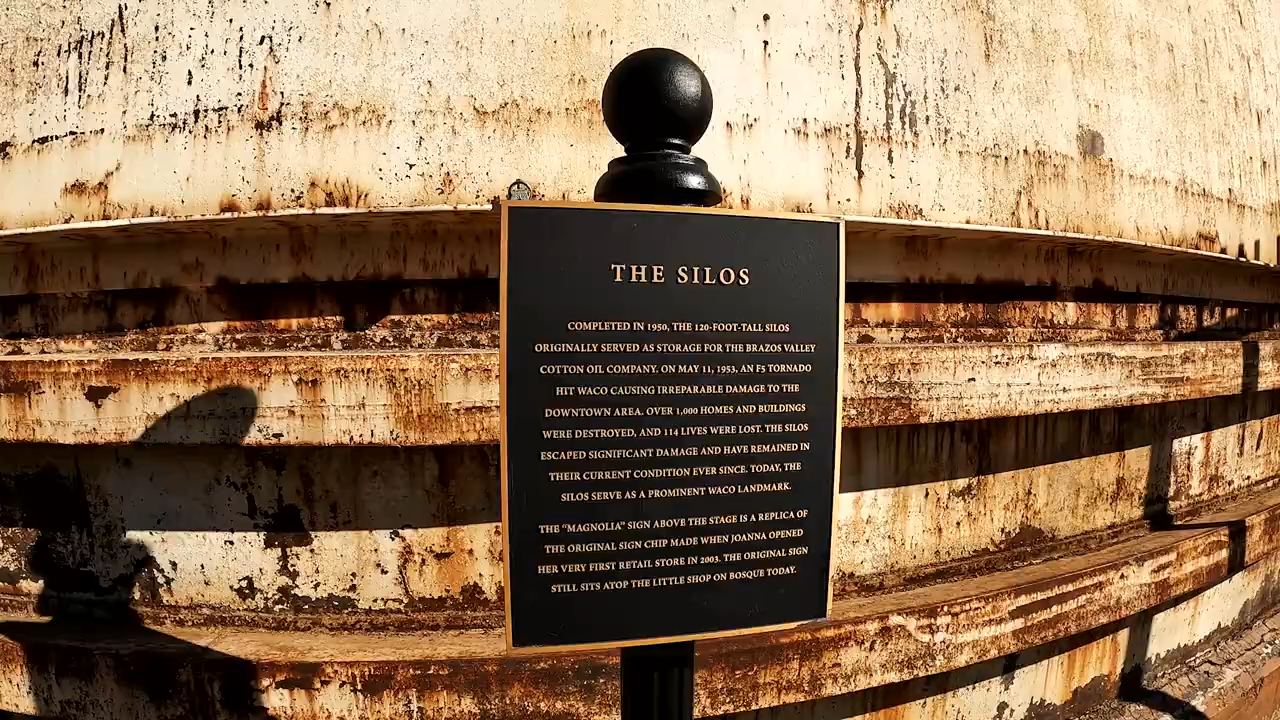 THE SILOS
COMPLETED IN 1950, THE 120-FOOT-TALL SILOS
ORIGINALLY SERVED AS STORAGE FOR THE BRAZOS VALLEY
COTTON OIL COMPANY. ON MAY 11, 1953, AN F5 TORNADO
HIT WACO CAUSING IRREPARABLE DAMAGE TO THE
DOWNTOWN AREA. OVER 1,000 HOMES AND BUILDINGS
WERE DESTROYED, AND 114 LIVES WERE LOST. THE SILOS
ESCAPED SIGNIFICANT DAMAGE AND HAVE REMAINED IN
THEIR CURRENT CONDITION EVER SINCE. TODAY, THE
SILOS SERVE AS A PROMINENT WACO LANDMARK.
THE “MAGNOLIA” SIGN ABOVE THE STAGE IS A REPLICA OF
THE ORIGINAL SIGN CHIP MADE WHEN JOANNA OPENED
HER VERY FIRST RETAIL STORE IN 2003. THE ORIGINAL SIGN
STILL SITS ATOP THE LITTLE SHOP ON BOSQUE TODAY.